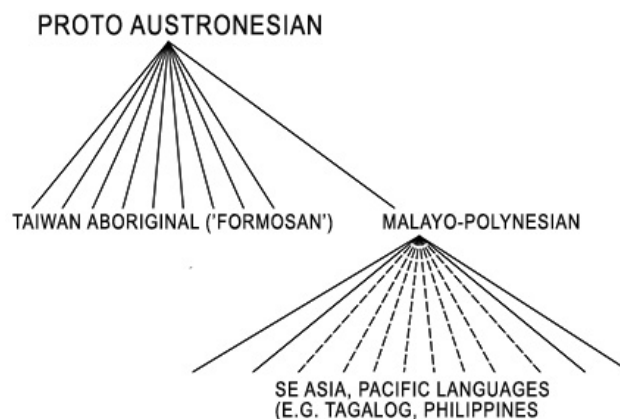 PROTO AUSTRONESIAN
TAIWAN ABORIGINAL ('FORMOSAN')
MALAYO-POLYNESIAN
SE ASIA, PACIFIC LANGUAGES
(E.G. TAGALOG, PHILIPPINES